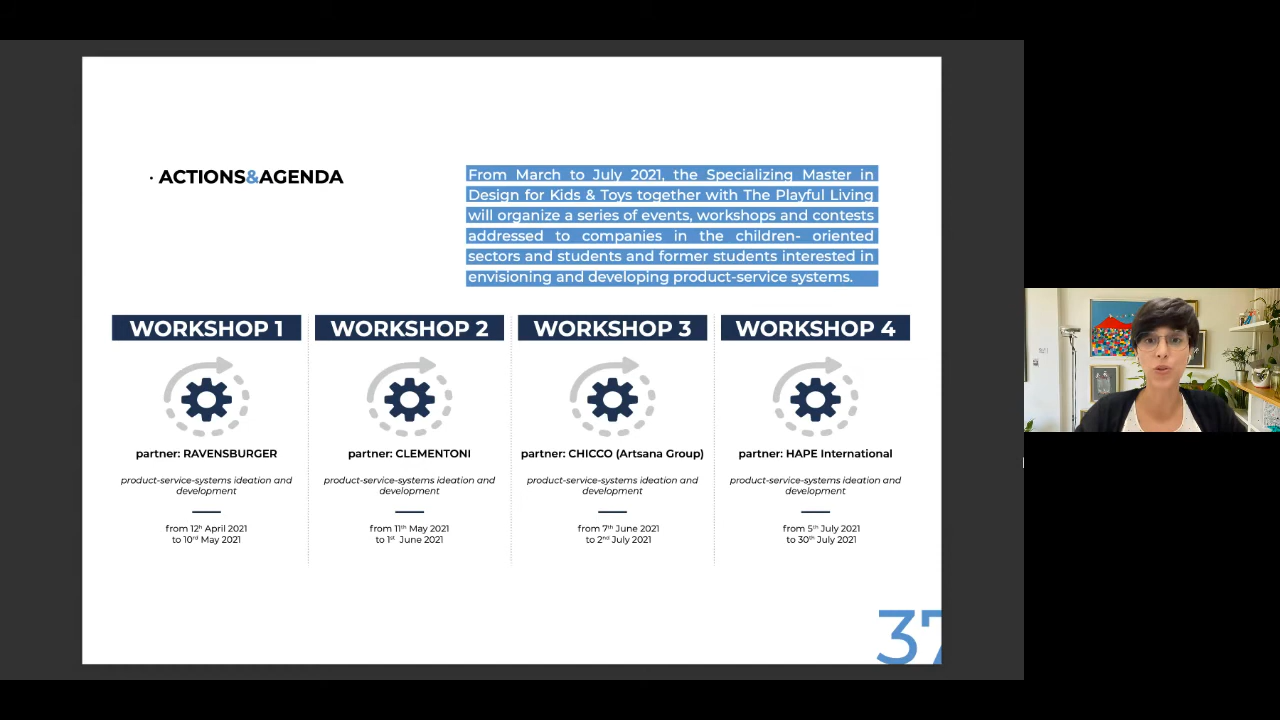 · ACTIONS&AGENDA
From March to July 2021, the Specializing Master in
Design for Kids & Toys together with The Playful Living
will organize a series of events, workshops and contests
addressed to companies in the children- oriented
sectors and students and former students interested in
envisioning and developing product-service systems.
WORKSHOP 1
partner: RAVENSBURGER
product-service-systems ideation and
development
from 12ʰ April 2021
to 10ʳᵈ May 2021
WORKSHOP 2
partner: CLEMENTONI
product-service-systems ideation and
development
from 11ᵗʰ May 2021
to 1ˢᵗ June 2021
WORKSHOP 3
partner: CHICCO (Artsana Group)
product-service-systems ideation and
development
from 7ᵗʰ June 2021
to 2ⁿᵈ July 2021
WORKSHOP 4
partner: HAPE International
product-service-systems ideation and
development
from 5ᵗʰ July 2021
to 30ᵗʰ July 2021
37